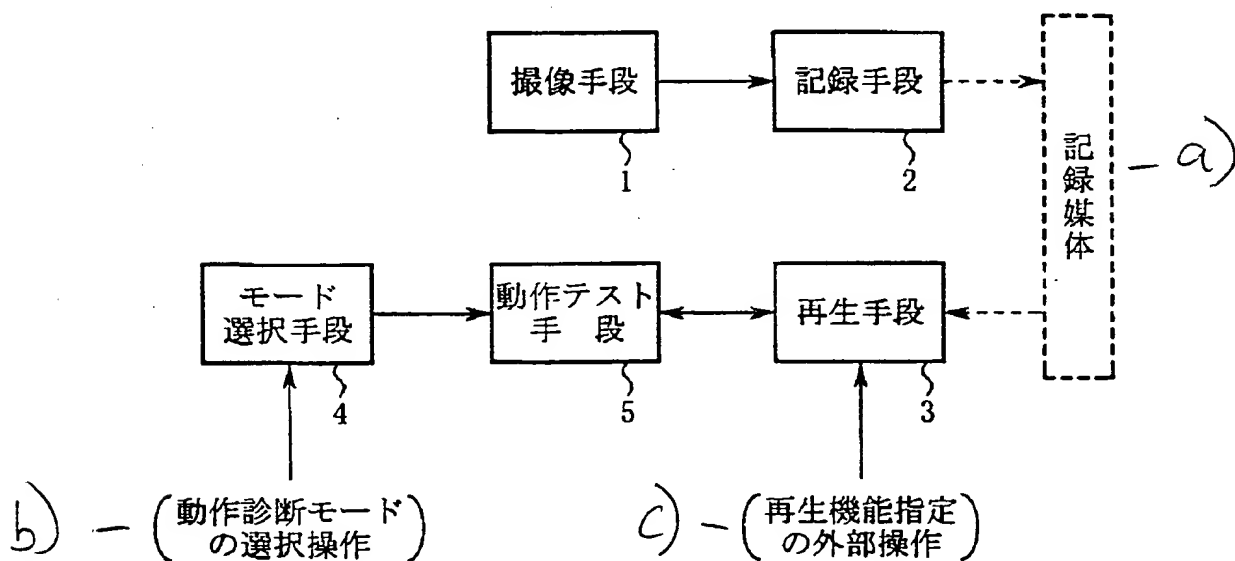 撮像手段
1
記録手段
2
記録媒体
- a)
モード
選択手段
4
動作テスト
手 段
5
再生手段
3
b) - (動作診断モード
の選択操作)
c) - (再生機能指定
の外部操作)